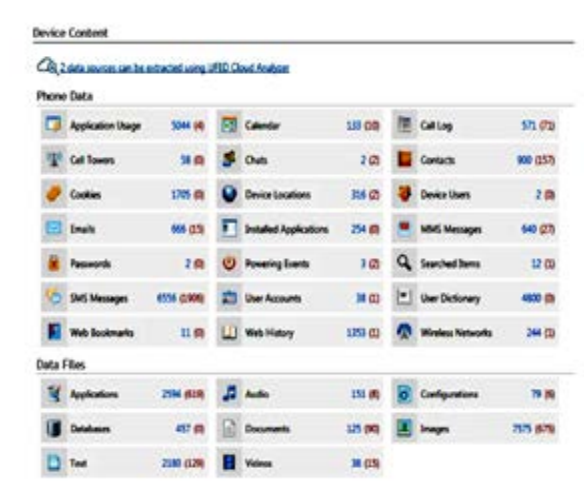 Device Content
2 data sources can be extracted using UFED Cloud Analyzer
Phone Data
Application Usage 5044 (4) Calendar 133 (10) Call Log 571 (71)
Cell Towers 58 (0) Chats 2 (2) Contacts 900 (157)
Cookies 1705 (0) Device Locations 316 (2) Device Users 2 (0)
Emails 666 (15) Installed Applications 254 (0) MMS Messages 640 (27)
Passwords 2 (0) Powering Events 3 (2) Searched Items 12 (1)
SMS Messages 6556 (1906) User Accounts 38 (1) User Dictionary 4800 (0)
Web Bookmarks 11 (0) Web History 1353 (1) Wireless Networks 244 (1)
Data Files
Applications 2594 (619) Audio 151 (8) Configurations 79 (6)
Databases 457 (0) Documents 125 (90) Images 7575 (675)
Text 2180 (129) Videos 38 (15)